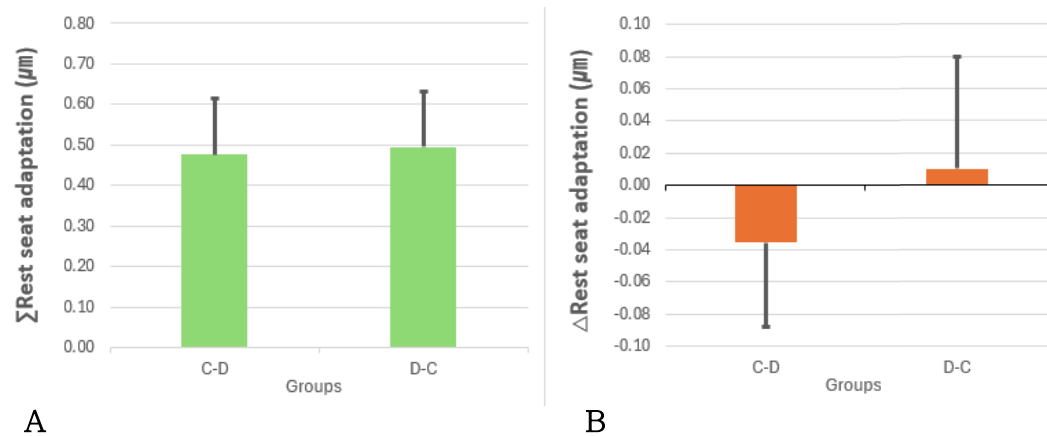 ∑Rest seat adaptation (㎛)
0.80
0.70
0.60
0.50
0.40
0.30
0.20
0.10
0.00
C-D D-C
Groups
A
△Rest seat adaptation (㎛)
0.10
0.08
0.06
0.04
0.02
0.00
-0.02
-0.04
-0.06
-0.08
-0.10
C-D D-C
Groups
B